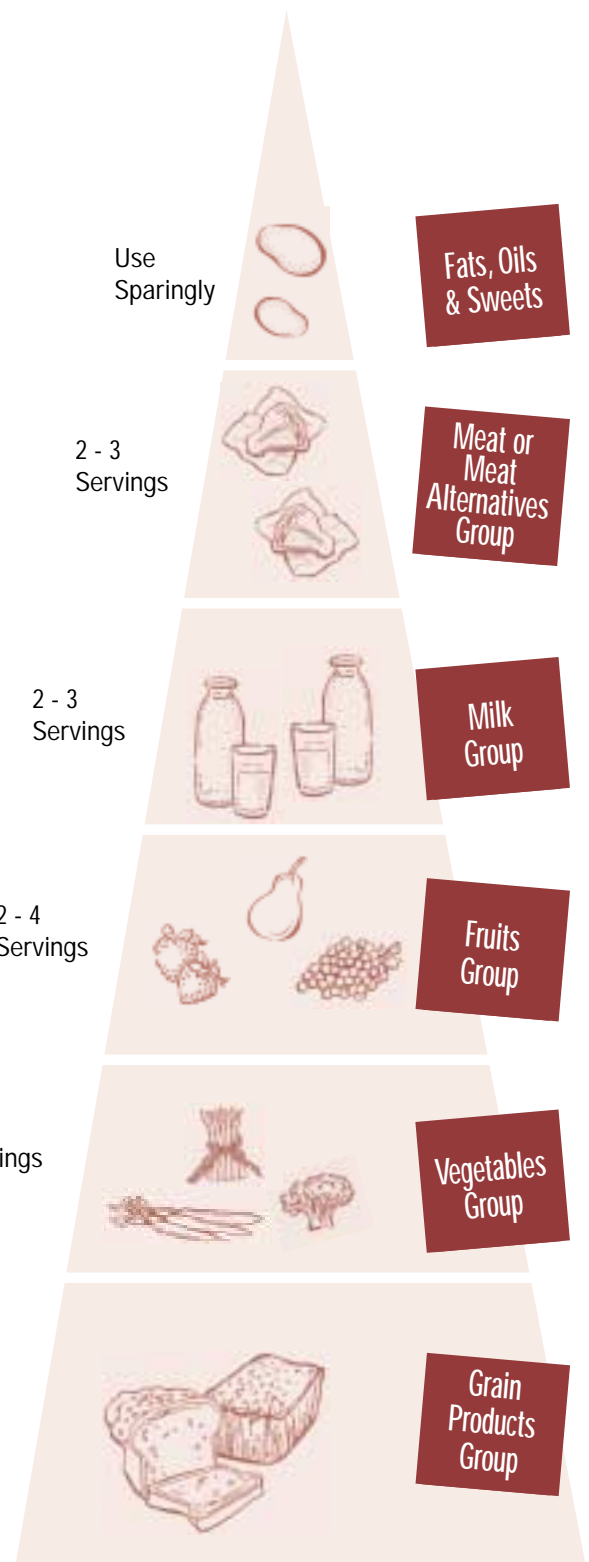 Use
Sparingly
Fats, Oils
& Sweets
2 - 3
Servings
Meat or
Meat
Alternatives
Group
2 - 3
Servings
Milk
Group
2 - 4
Servings
Fruits
Group
ings
Vegetables
Group
Grain
Products
Group